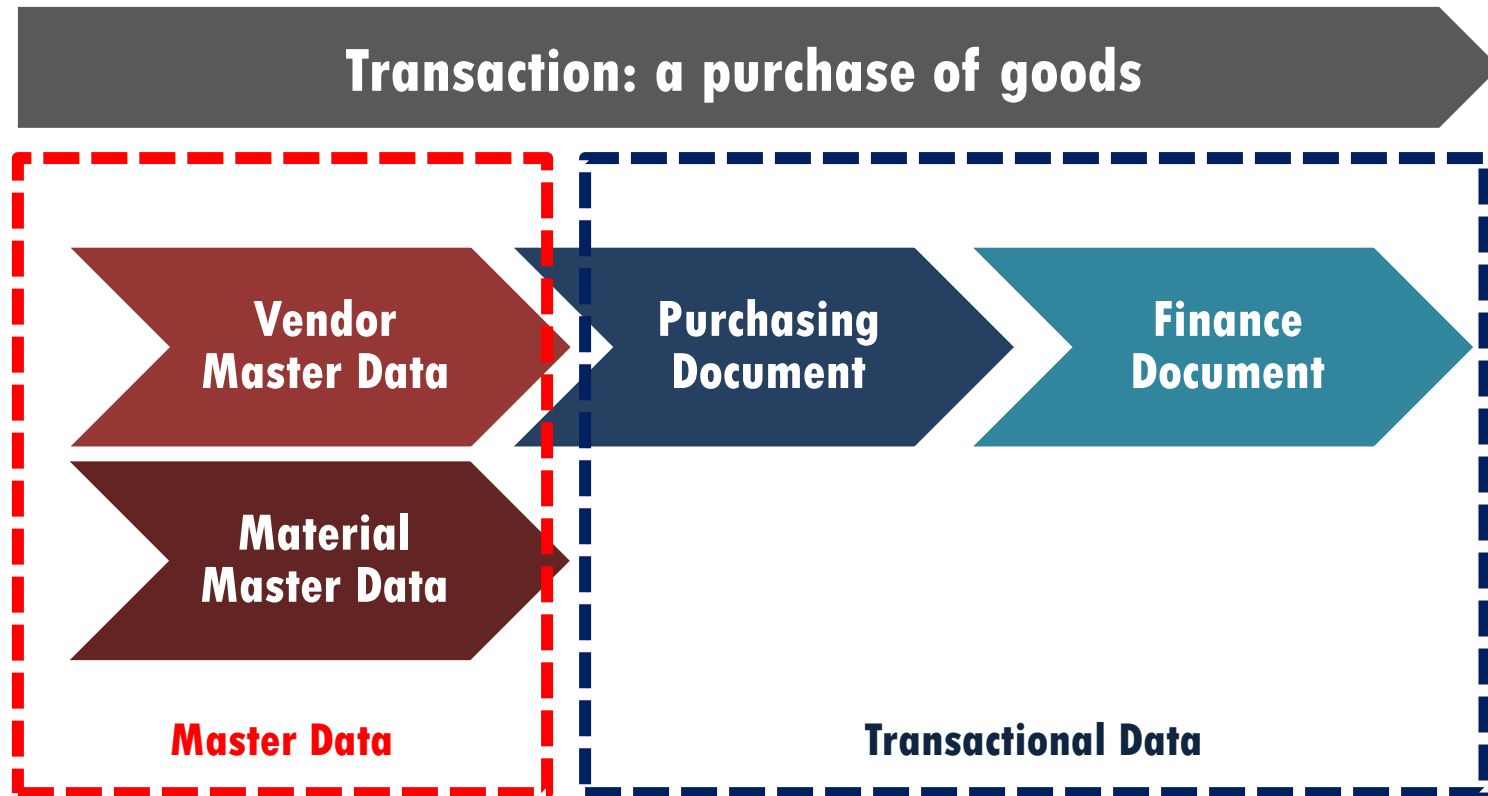 Transaction: a purchase of goods
Vendor
Master Data
Purchasing
Document
Finance
Document
Material
Master Data
Master Data
Transactional Data